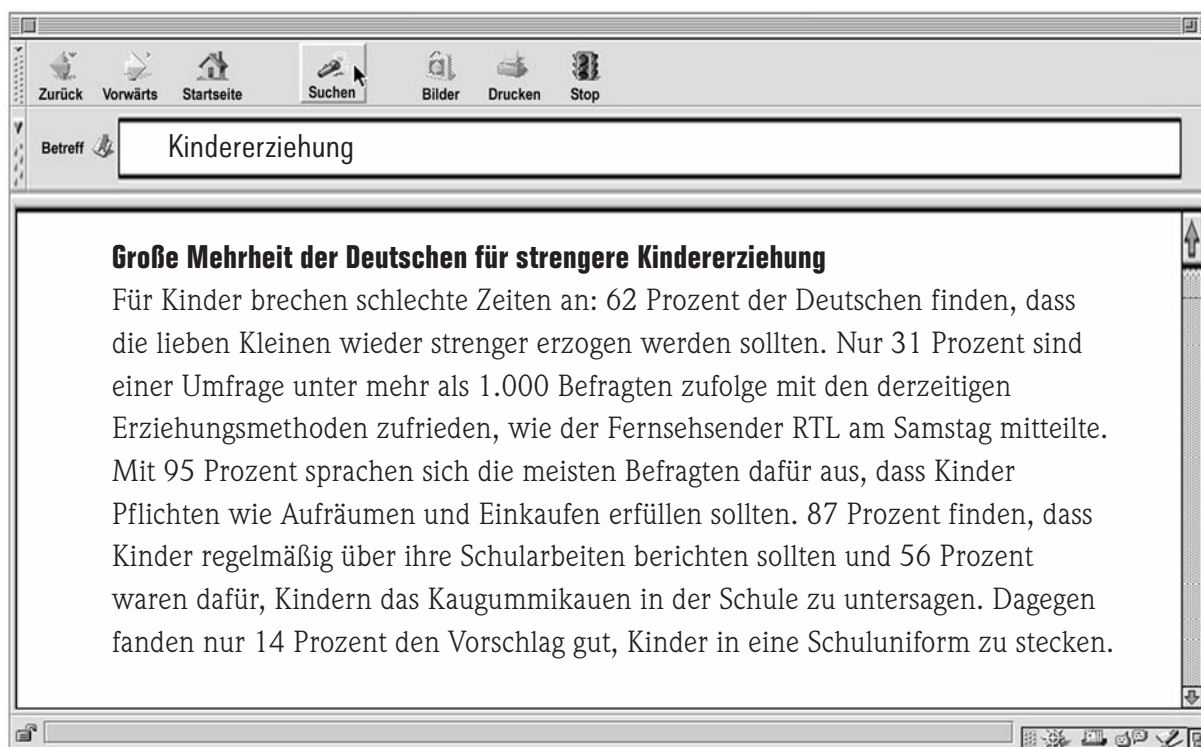 Zurück Vorwärts Startseite Suchen Bilder Drucken Stop
Betreff Kindererziehung
Große Mehrheit der Deutschen für strengere Kindererziehung
Für Kinder brechen schlechte Zeiten an: 62 Prozent der Deutschen finden, dass
die lieben Kleinen wieder strenger erzogen werden sollten. Nur 31 Prozent sind
einer Umfrage unter mehr als 1.000 Befragten zufolge mit den derzeitigen
Erziehungsmethoden zufrieden, wie der Fernsehsender RTL am Samstag mitteilte.
Mit 95 Prozent sprachen sich die meisten Befragten dafür aus, dass Kinder
Pflichten wie Aufräumen und Einkaufen erfüllen sollten. 87 Prozent finden, dass
Kinder regelmäßig über ihre Schularbeiten berichten sollten und 56 Prozent
waren dafür, Kindern das Kaugummikauen in der Schule zu untersagen. Dagegen
fanden nur 14 Prozent den Vorschlag gut, Kinder in eine Schuluniform zu stecken.